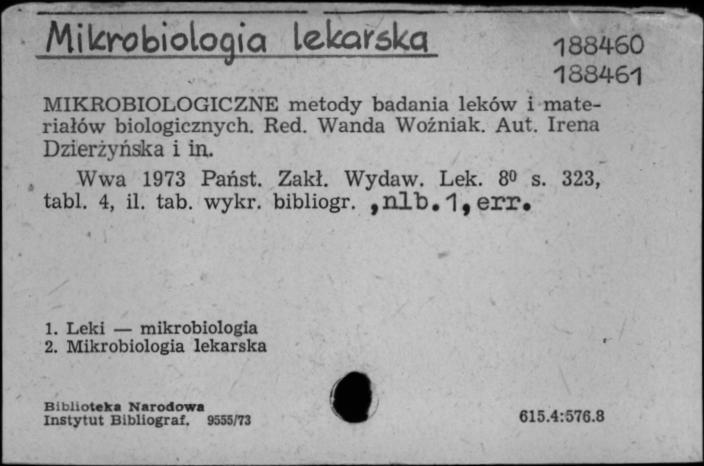 Mikrobiologia lekarska
188460
188461
MIKROBIOLOGICZNE metody badania leków i mate-
riałów biologicznych. Red. Wanda Woźniak. Aut. Irena
Dzierżyńska i in.
Wwa 1973 Państ. Zakł. Wydaw. Lek. 8⁰ s. 323,
tabl. 4, il. tab. wykr. bibliogr. ,nlb.1,err.
1. Leki — mikrobiologia
2. Mikrobiologia lekarska
Biblioteka Narodowa
Instytut Bibliograf. 9555/73
615.4:576.8